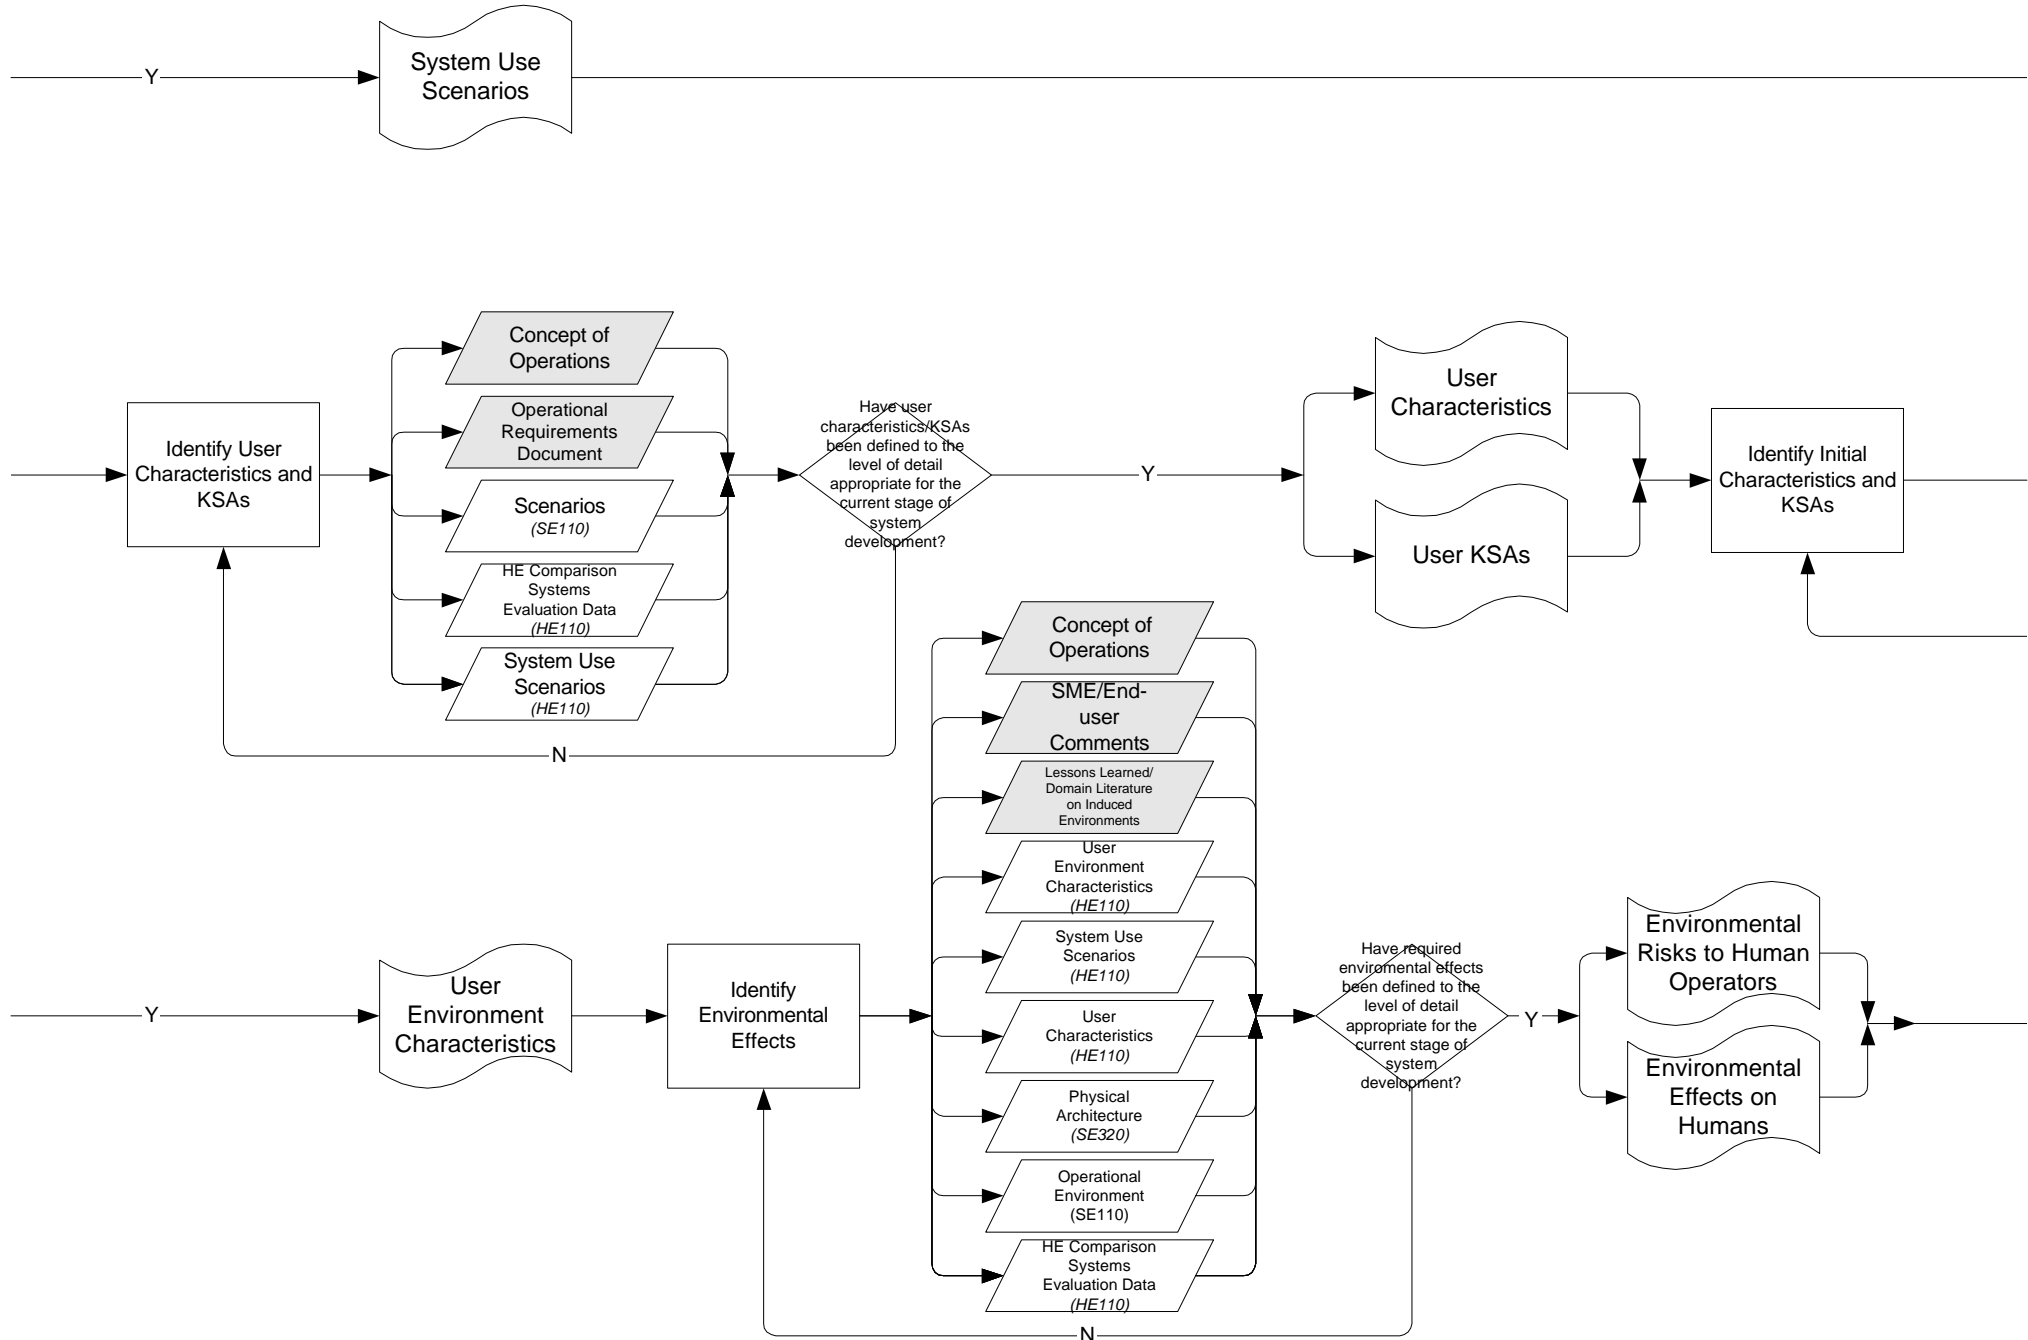 Y
System Use
Scenarios
Identify User
Characteristics and
KSAs
Concept of
Operations
Operational
Requirements
Document
Scenarios
(SE110)
HE Comparison
Systems
Evaluation Data
(HE110)
System Use
Scenarios
(HE110)
Have user
characteristics/KSAs
been defined to the
level of detail
appropriate for the
current stage of
system
development?
N
Y
User
Characteristics
User KSAs
Identify Initial
Characteristics and
KSAs
Y
User
Environment
Characteristics
Identify
Environmental
Effects
Concept of
Operations
SME/End-
user
Comments
Lessons Learned/
Domain Literature
on Induced
Environments
User
Environment
Characteristics
(HE110)
System Use
Scenarios
(HE110)
User
Characteristics
(HE110)
Physical
Architecture
(SE320)
Operational
Environment
(SE110)
HE Comparison
Systems
Evaluation Data
(HE110)
Have required
enviromental effects
been defined to the
level of detail
appropriate for the
current stage of
system
development?
N
Y
Environmental
Risks to Human
Operators
Environmental
Effects on
Humans